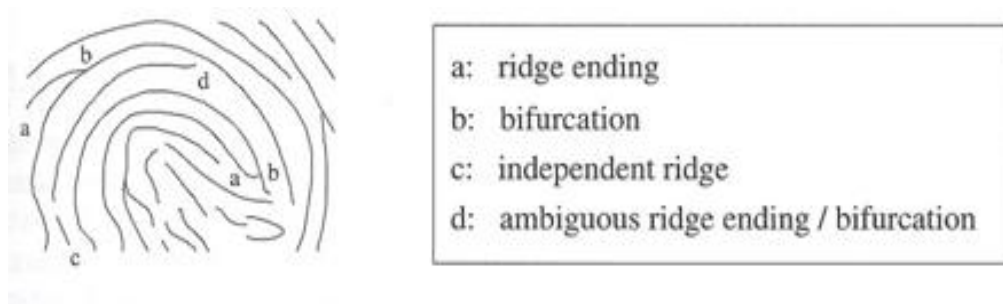 b
d
a
a
b
c
a: ridge ending
b: bifurcation
c: independent ridge
d: ambiguous ridge ending / bifurcation